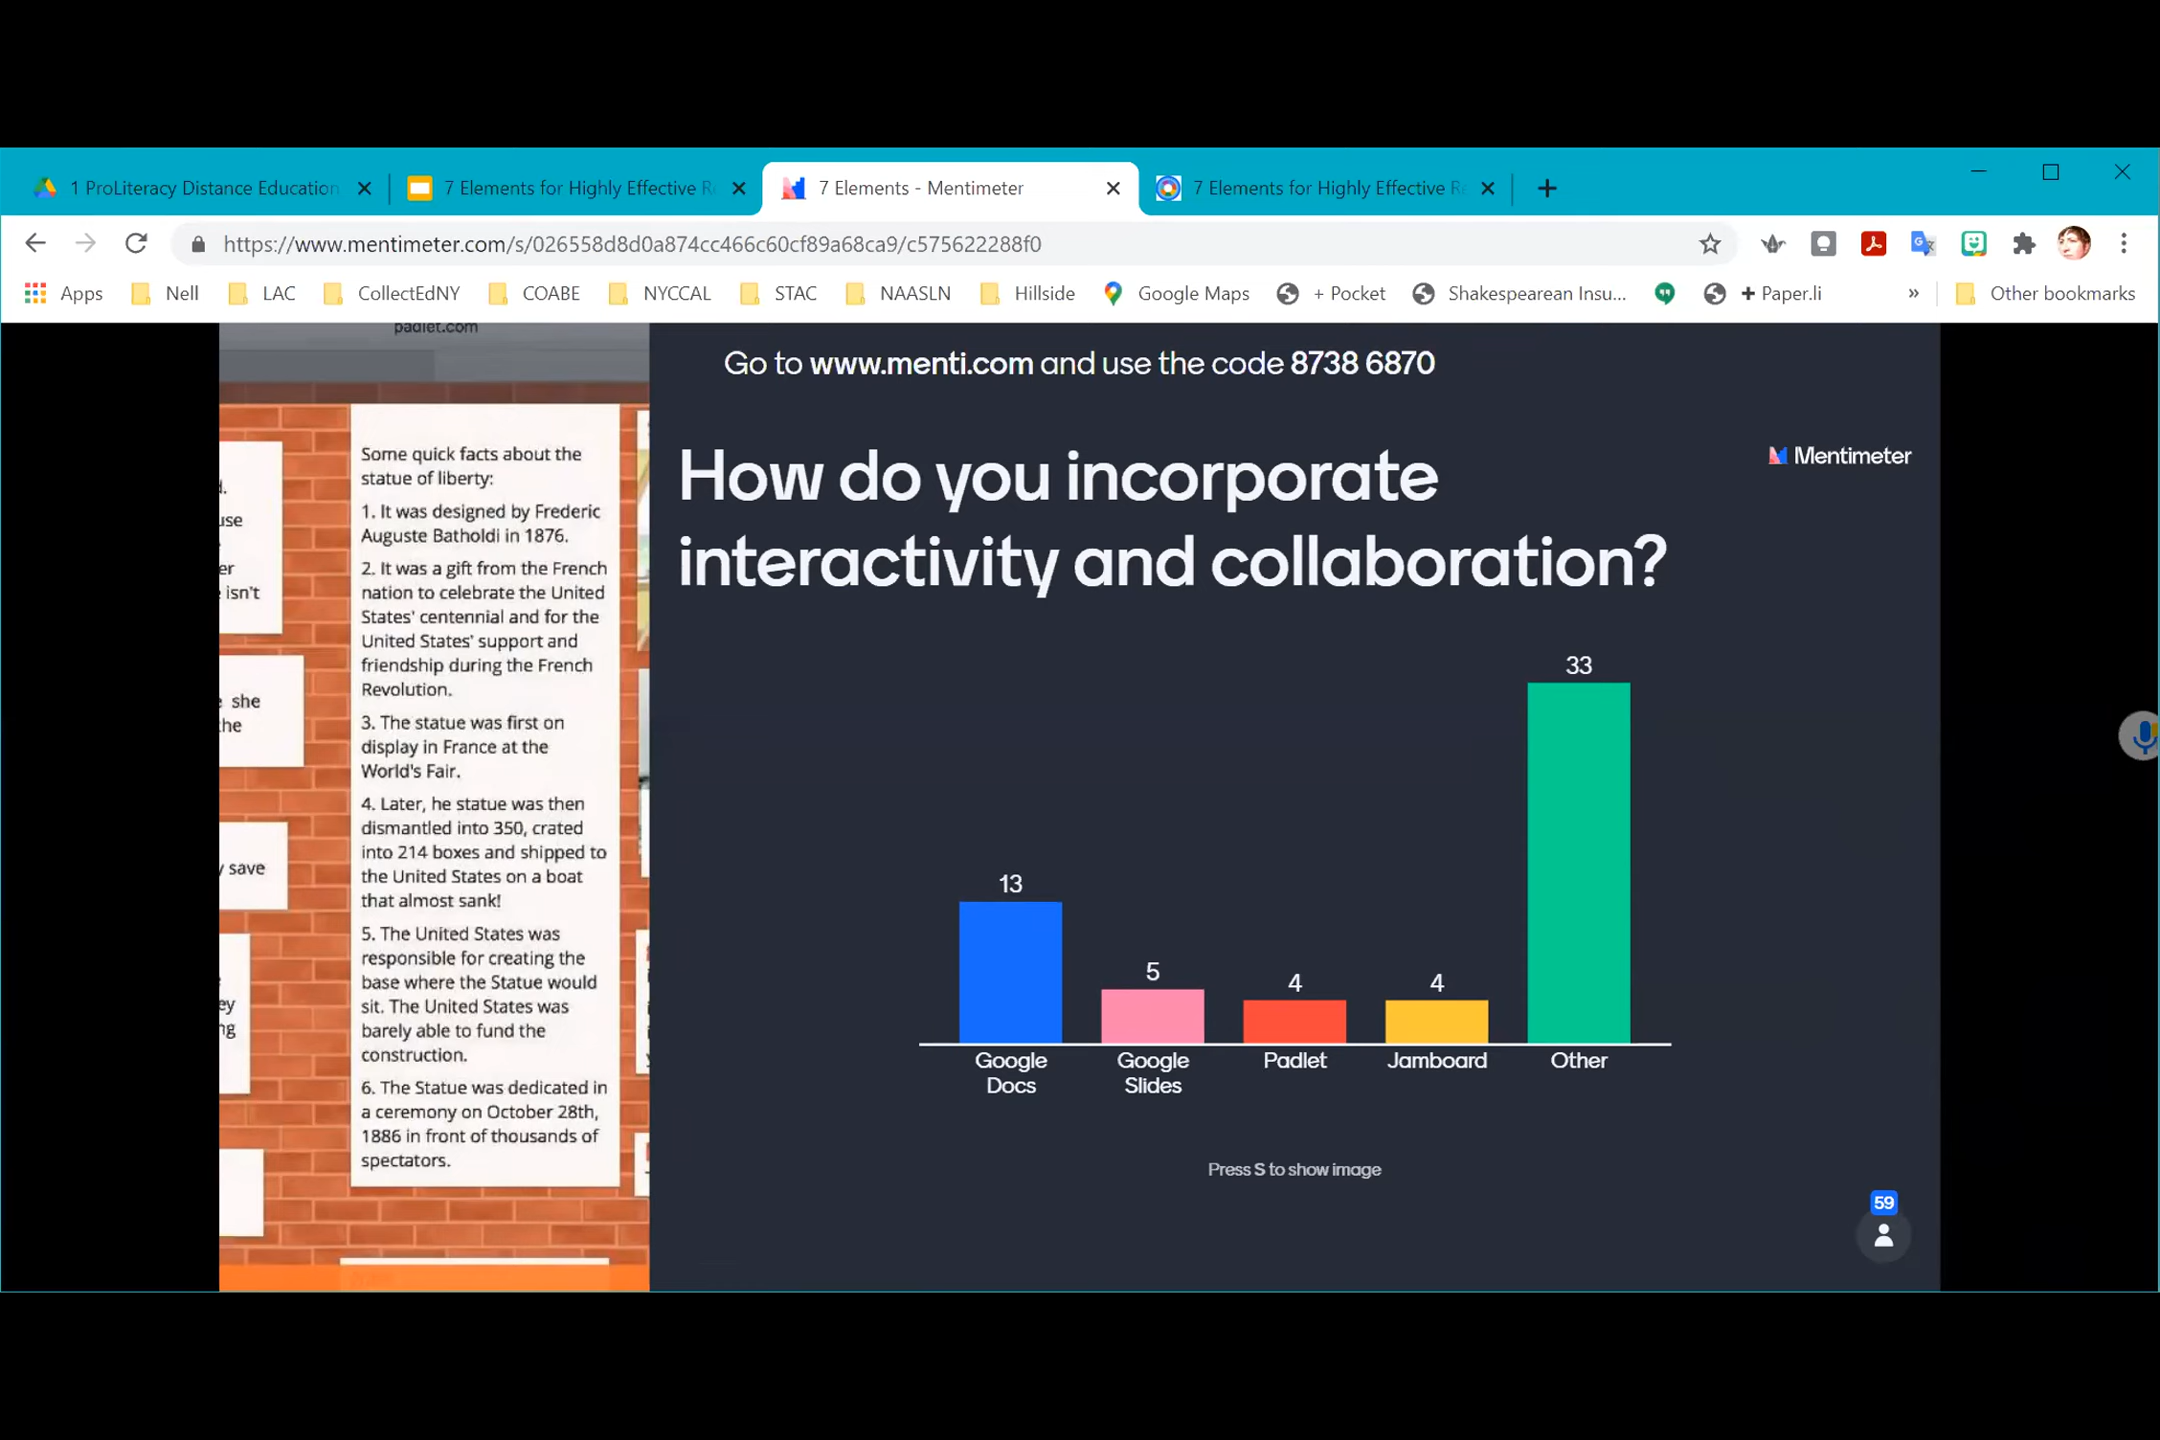 1 ProLiteracy Distance Education
7 Elements for Highly Effective R
7 Elements - Mentimeter
7 Elements for Highly Effective R
https://www.mentimeter.com/s/026558d8d0a874cc466c60cf89a68ca9/c575622288f0
Apps Nell LAC CollectEdNY COABE NYCCAL STAC NAASLN Hillside Google Maps + Pocket Shakespearean Insu... + Paper.li » Other bookmarks
padlet.com
Some quick facts about the
statue of liberty:
1. It was designed by Frederic
Auguste Batholdi in 1876.
2. It was a gift from the French
nation to celebrate the United
States' centennial and for the
United States' support and
friendship during the French
Revolution.
3. The statue was first on
display in France at the
World's Fair.
4. Later, he statue was then
dismantled into 350, crated
into 214 boxes and shipped to
the United States on a boat
that almost sank!
5. The United States was
responsible for creating the
base where the Statue would
sit. The United States was
barely able to fund the
construction.
6. The Statue was dedicated in
a ceremony on October 28th,
1886 in front of thousands of
spectators.
isn't
she
save
Go to www.menti.com and use the code 8738 6870
Mentimeter
How do you incorporate
interactivity and collaboration?
13
5
4
4
33
Google
Docs
Google
Slides
Padlet
Jamboard
Other
Press S to show image
59